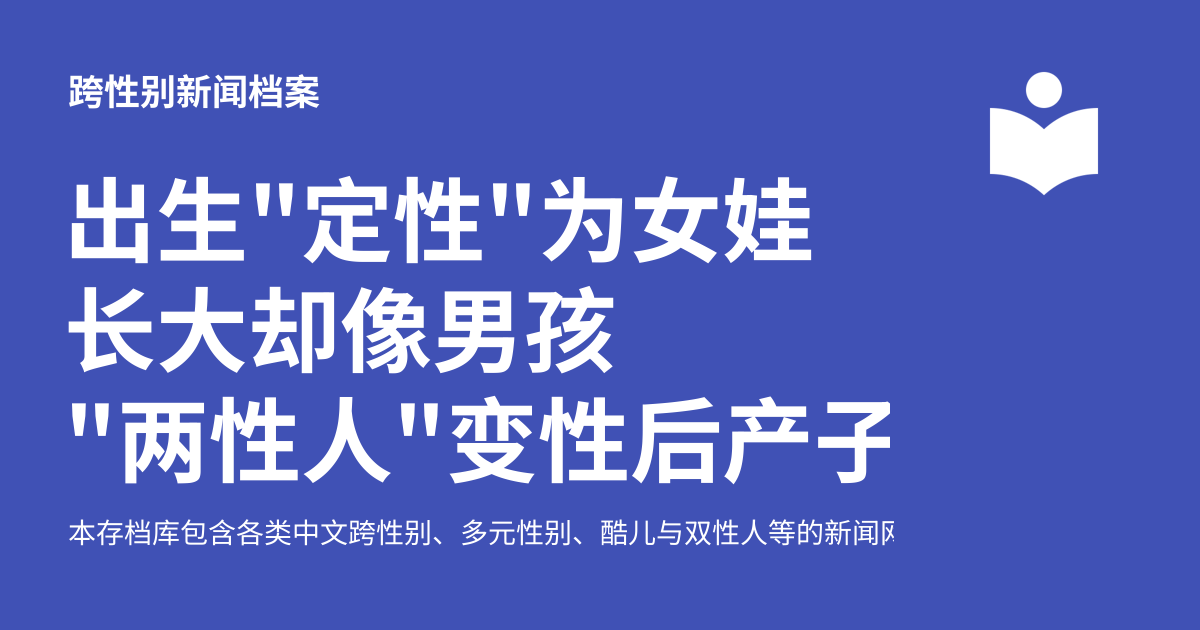 跨性别新闻档案
出生"定性"为女娃
长大却像男孩
"两性人"变性后产子
本存档库包含各类中文跨性别、多元性别、酷儿与双性人等的新闻网